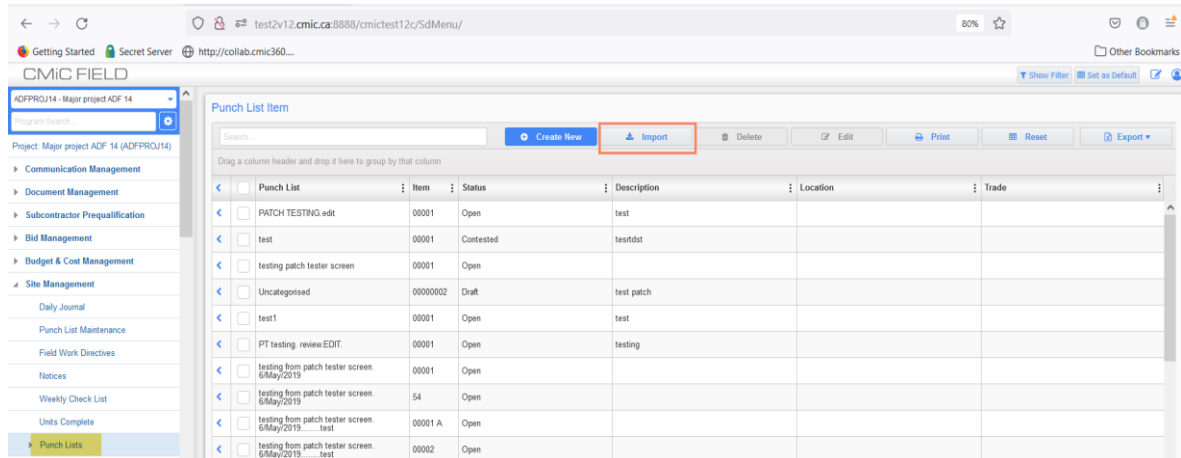 test2v12.cmic.ca:8888/cmictest12c/SdMenu/ 80%
Getting Started Secret Server http://collab.cmic360.... Other Bookmarks
CMiC FIELD Show Filter Set as Default
ADFPROJ14 - Major project ADF 14
Program Search...
Project: Major project ADF 14 (ADFPROJ14)
Communication Management
Document Management
Subcontractor Prequalification
Bid Management
Budget & Cost Management
Site Management
Daily Journal
Punch List Maintenance
Field Work Directives
Notices
Weekly Check List
Units Complete
Punch Lists
Punch List Item
Search... Create New Import Delete Edit Print Reset Export
Drag a column header and drop it here to group by that column
Punch List Item Status Description Location Trade
PATCH TESTING.edit 00001 Open test
test 00001 Contested tesrtdst
testing patch tester screen 00001 Open
Uncategorised 00000002 Draft test patch
test1 00001 Open test
PT testing. review.EDIT. 00001 Open testing
testing from patch tester screen.
6/May/2019 00001 Open
testing from patch tester screen.
6/May/2019 54 Open
testing from patch tester screen.
6/May/2019........test 00001 A Open
testing from patch tester screen.
6/May/2019........test 00002 Open